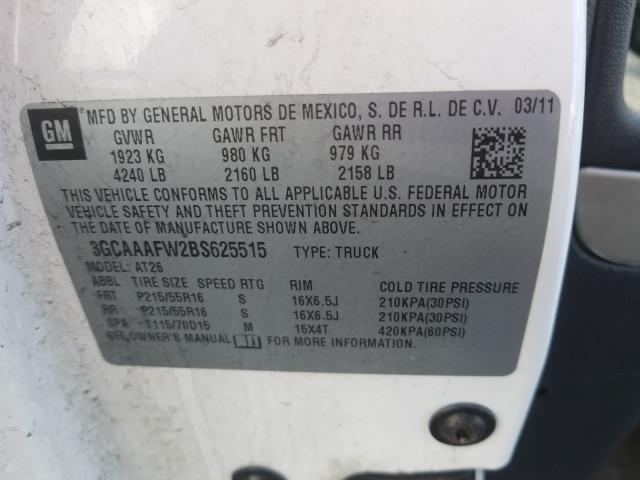 GM
MFD BY GENERAL MOTORS DE MEXICO, S. DE R.L. DE C.V. 03/11
GVWR GAWR FRT GAWR RR
1923 KG 980 KG 979 KG
4240 LB 2160 LB 2158 LB
THIS VEHICLE CONFORMS TO ALL APPLICABLE U.S. FEDERAL MOTOR
VEHICLE SAFETY AND THEFT PREVENTION STANDARDS IN EFFECT ON
THE DATE OF MANUFACTURE SHOWN ABOVE.
3GCAAAFW2BS625515 TYPE: TRUCK
MODEL: AT26
ABBL TIRE SIZE SPEED RTG RIM COLD TIRE PRESSURE
FRT P215/55R16 S 16X6.5J 210KPA(30PSI)
RR P215/55R16 S 16X6.5J 210KPA(30PSI)
SPA T115/70D15 M 15X4T 420KPA(60PSI)
SEE OWNER'S MANUAL FOR MORE INFORMATION.